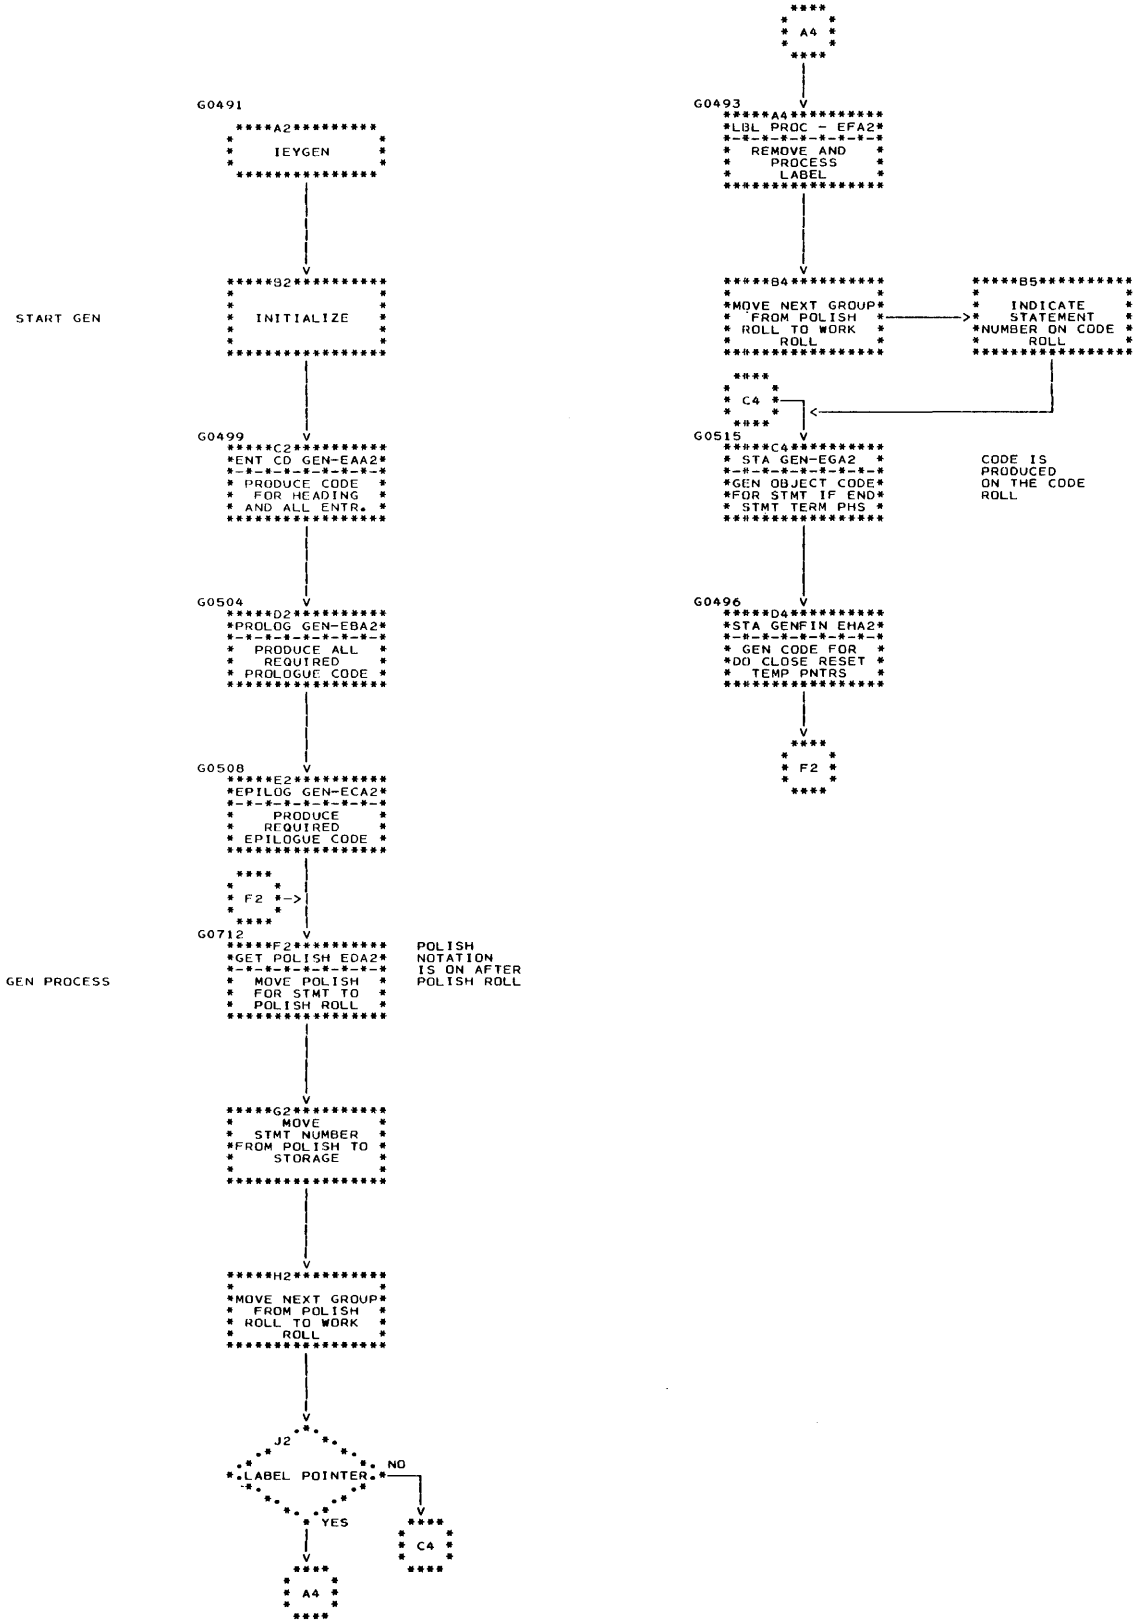 G0491
A2
IEYGEN
START GEN
B2
INITIALIZE
G0499
C2
ENT CD GEN-EAA2
PRODUCE CODE
FOR HEADING
AND ALL ENTR.
G0504
D2
PROLOG GEN-EBA2
PRODUCE ALL
REQUIRED
PROLOGUE CODE
G0508
E2
EPILOG GEN-ECA2
PRODUCE
REQUIRED
EPILOGUE CODE
F2
G0712
F2
GET POLISH EDA2
MOVE POLISH
FOR STMT TO
POLISH ROLL
POLISH
NOTATION
IS ON AFTER
POLISH ROLL
GEN PROCESS
G2
MOVE
STMT NUMBER
FROM POLISH TO
STORAGE
H2
MOVE NEXT GROUP
FROM POLISH
ROLL TO WORK
ROLL
J2
LABEL POINTER
NO
YES
C4
A4
A4
G0493
A4
LBL PROC - EFA2
REMOVE AND
PROCESS
LABEL
B4
MOVE NEXT GROUP
FROM POLISH
ROLL TO WORK
ROLL
B5
INDICATE
STATEMENT
NUMBER ON CODE
ROLL
C4
G0515
C4
STA GEN-EGA2
GEN OBJECT CODE
FOR STMT IF END
STMT TERM PHS
CODE IS
PRODUCED
ON THE CODE
ROLL
G0496
D4
STA GENFIN EHA2
GEN CODE FOR
DO CLOSE RESET
TEMP PNTRS
F2